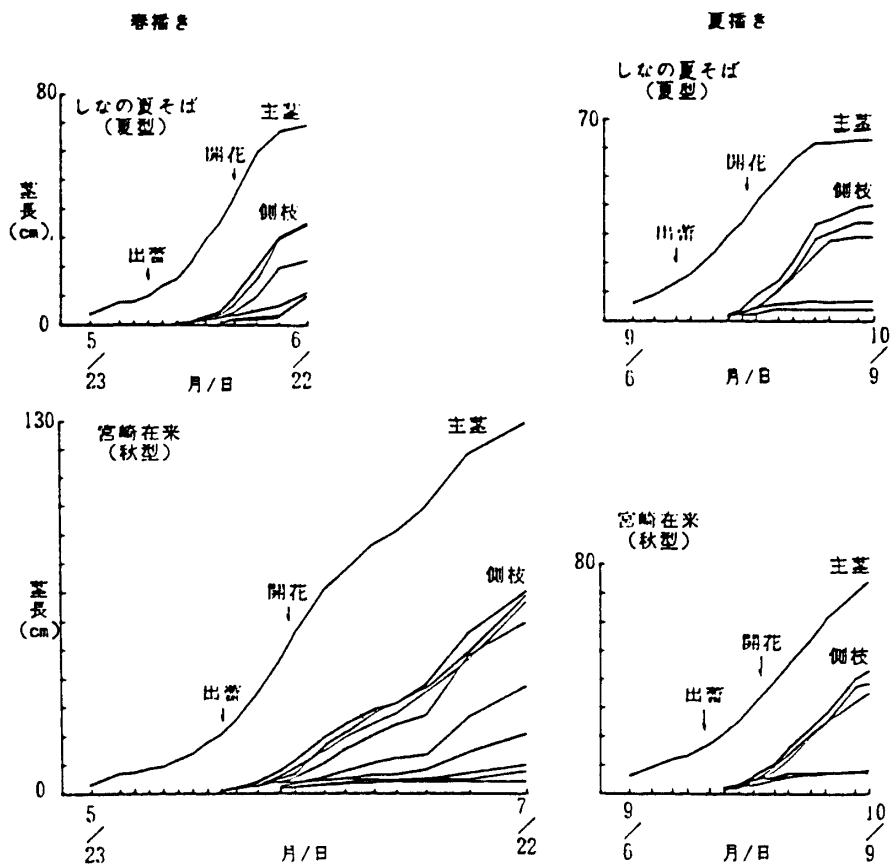 春播き
夏播き
80
しなの夏そば
(夏型)
主茎
開花
側枝
出蕾
茎長
(cm)
0
5/23
6/22
月/日
70
しなの夏そば
(夏型)
主茎
開花
側枝
出蕾
0
9/6
10/9
月/日
130
宮崎在来
(秋型)
主茎
開花
側枝
出蕾
茎長
(cm)
0
5/23
7/22
月/日
80
宮崎在来
(秋型)
主茎
開花
側枝
出蕾
0
9/6
10/9
月/日